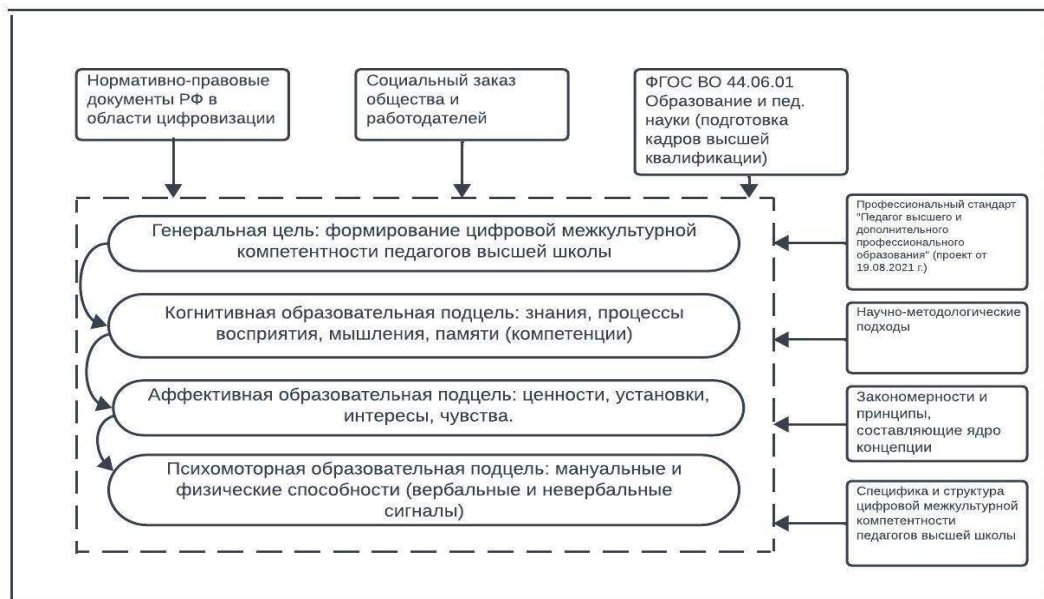 Нормативно-правовые
документы РФ в
области цифровизации
Социальный заказ
общества и
работодателей
ФГОС ВО 44.06.01
Образование и пед.
науки (подготовка
кадров высшей
квалификации)
Генеральная цель: формирование цифровой межкультурной
компетентности педагогов высшей школы
Когнитивная образовательная подцель: знания, процессы
восприятия, мышления, памяти (компетенции)
Аффективная образовательная подцель: ценности, установки,
интересы, чувства.
Психомоторная образовательная подцель: мануальные и
физические способности (вербальные и невербальные
сигналы)
Профессиональный стандарт
"Педагог высшего и
дополнительного
профессионального
образования" (проект от
19.08.2021 г.)
Научно-методологические
подходы
Закономерности и
принципы,
составляющие ядро
концепции
Специфика и структура
цифровой межкультурной
компетентности
педагогов высшей школы